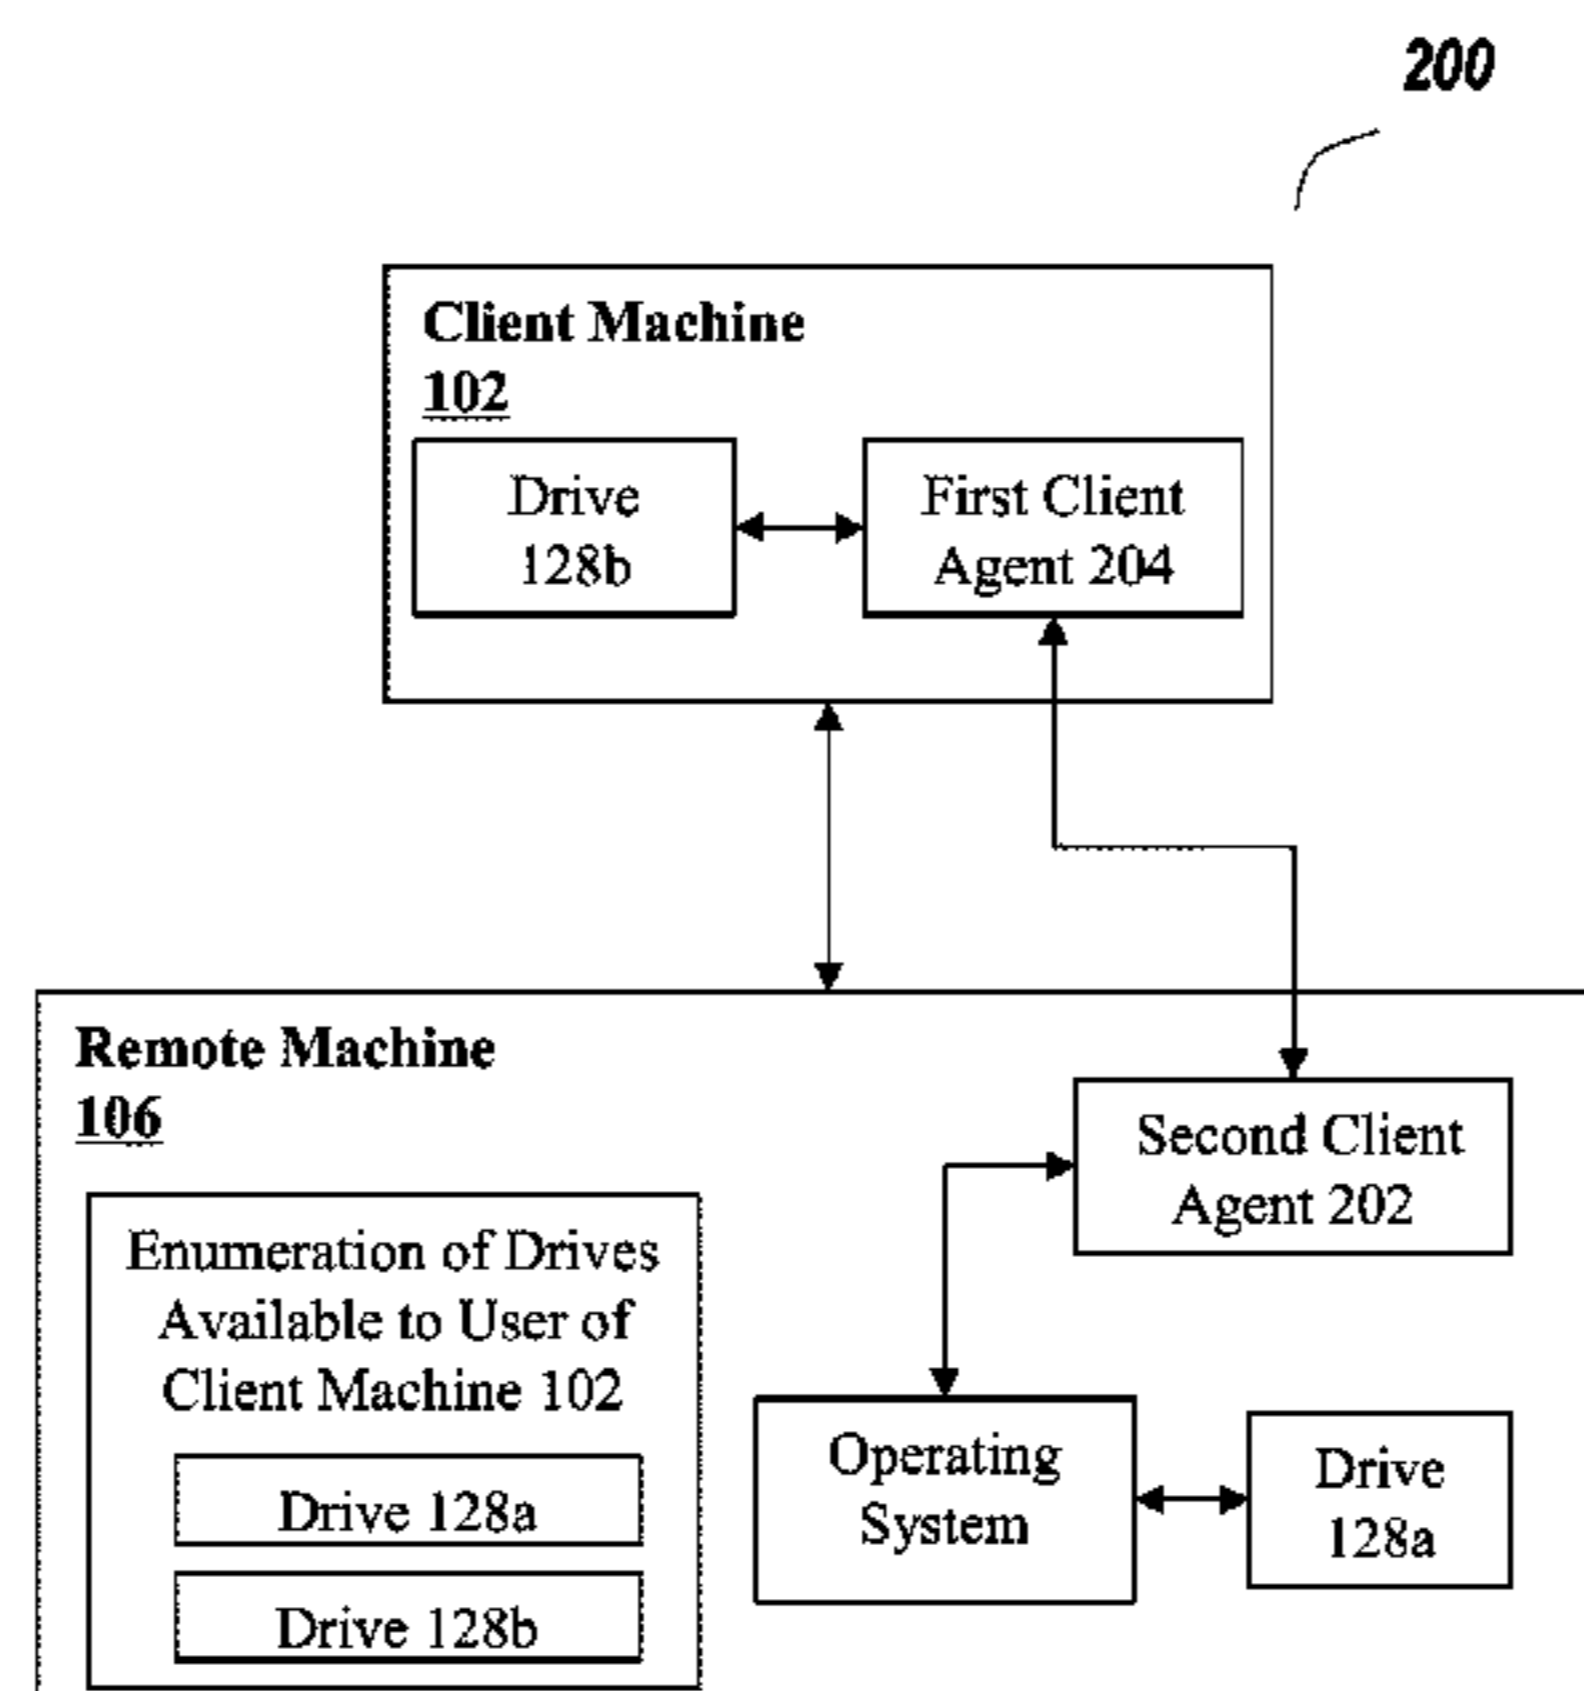 200
Client Machine
102
Drive
128b
First Client
Agent 204
Remote Machine
106
Second Client
Agent 202
Enumeration of Drives
Available to User of
Client Machine 102
Drive 128a
Drive 128b
Operating
System
Drive
128a